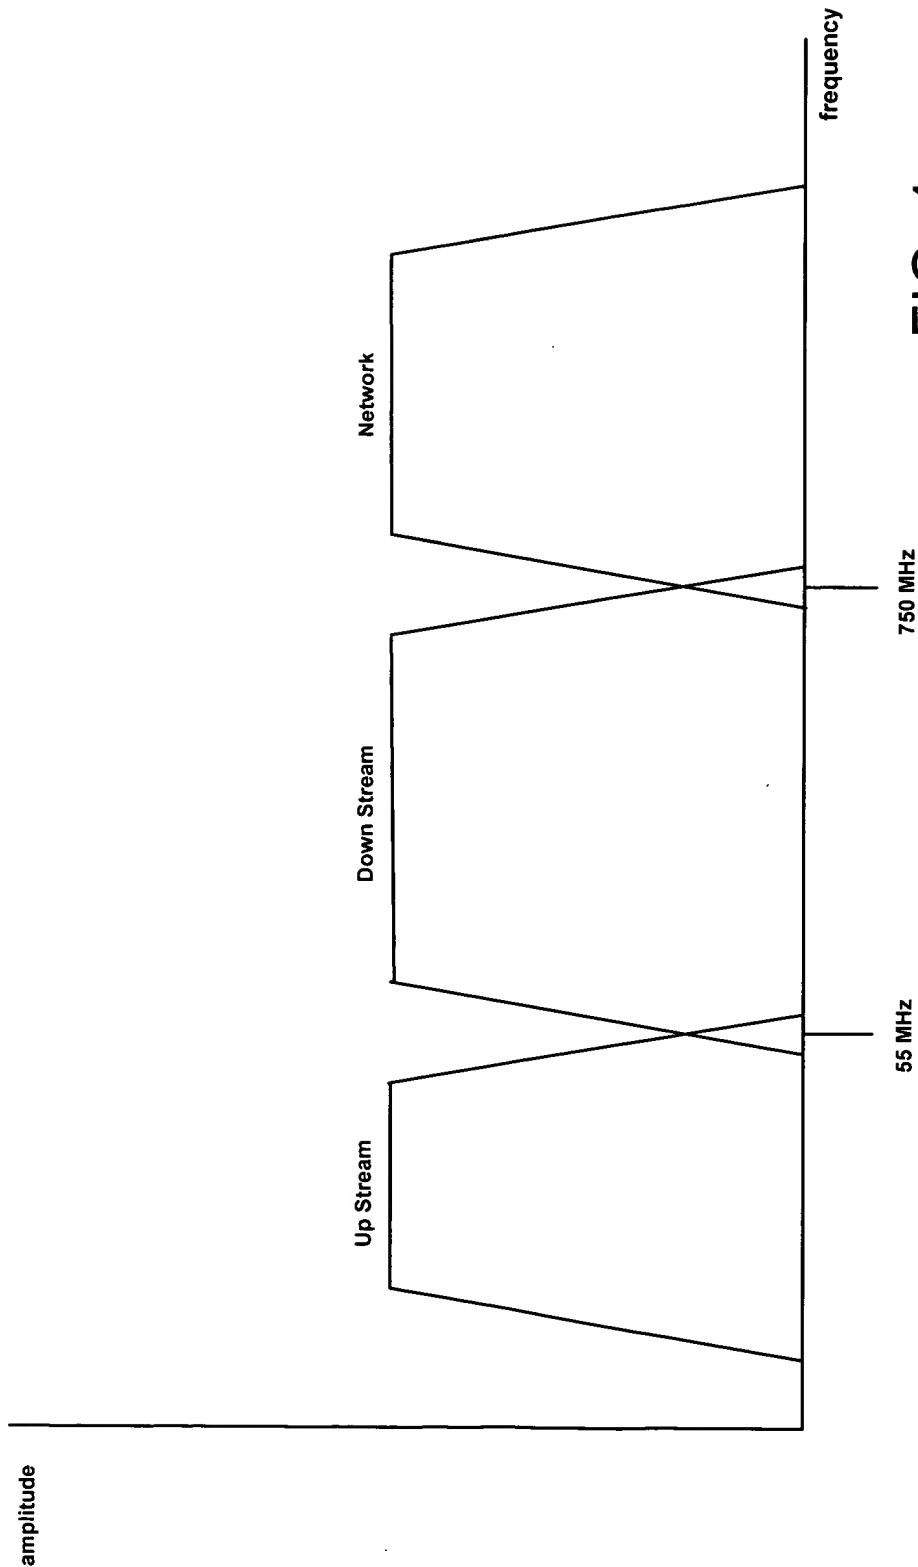 amplitude
Up Stream
Down Stream
Network
frequency
55 MHz
750 MHz